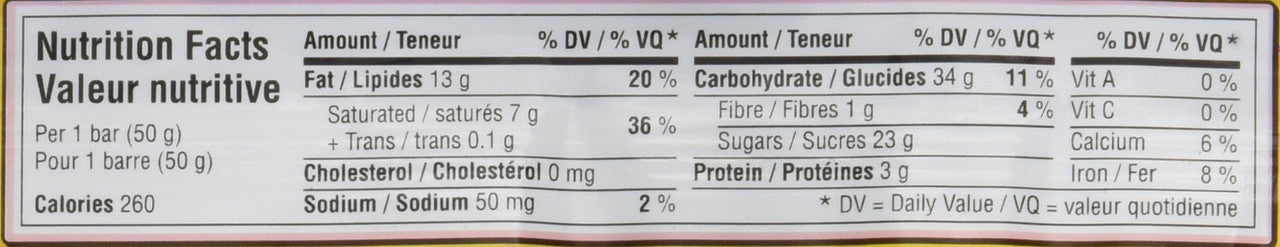 Nutrition Facts
Valeur nutritive
Per 1 bar (50 g)
Pour 1 barre (50 g)
Calories 260
Amount / Teneur % DV / % VQ*
Fat / Lipides 13 g 20 %
Saturated / saturés 7 g
+ Trans / trans 0.1 g 36 %
Cholesterol / Cholestérol 0 mg
Sodium / Sodium 50 mg 2 %
Amount / Teneur % DV / % VQ*
Carbohydrate / Glucides 34 g 11 %
Fibre / Fibres 1 g 4 %
Sugars / Sucres 23 g
Protein / Protéines 3 g
% DV / % VQ*
Vit A 0 %
Vit C 0 %
Calcium 6 %
Iron / Fer 8 %
* DV = Daily Value / VQ = valeur quotidienne